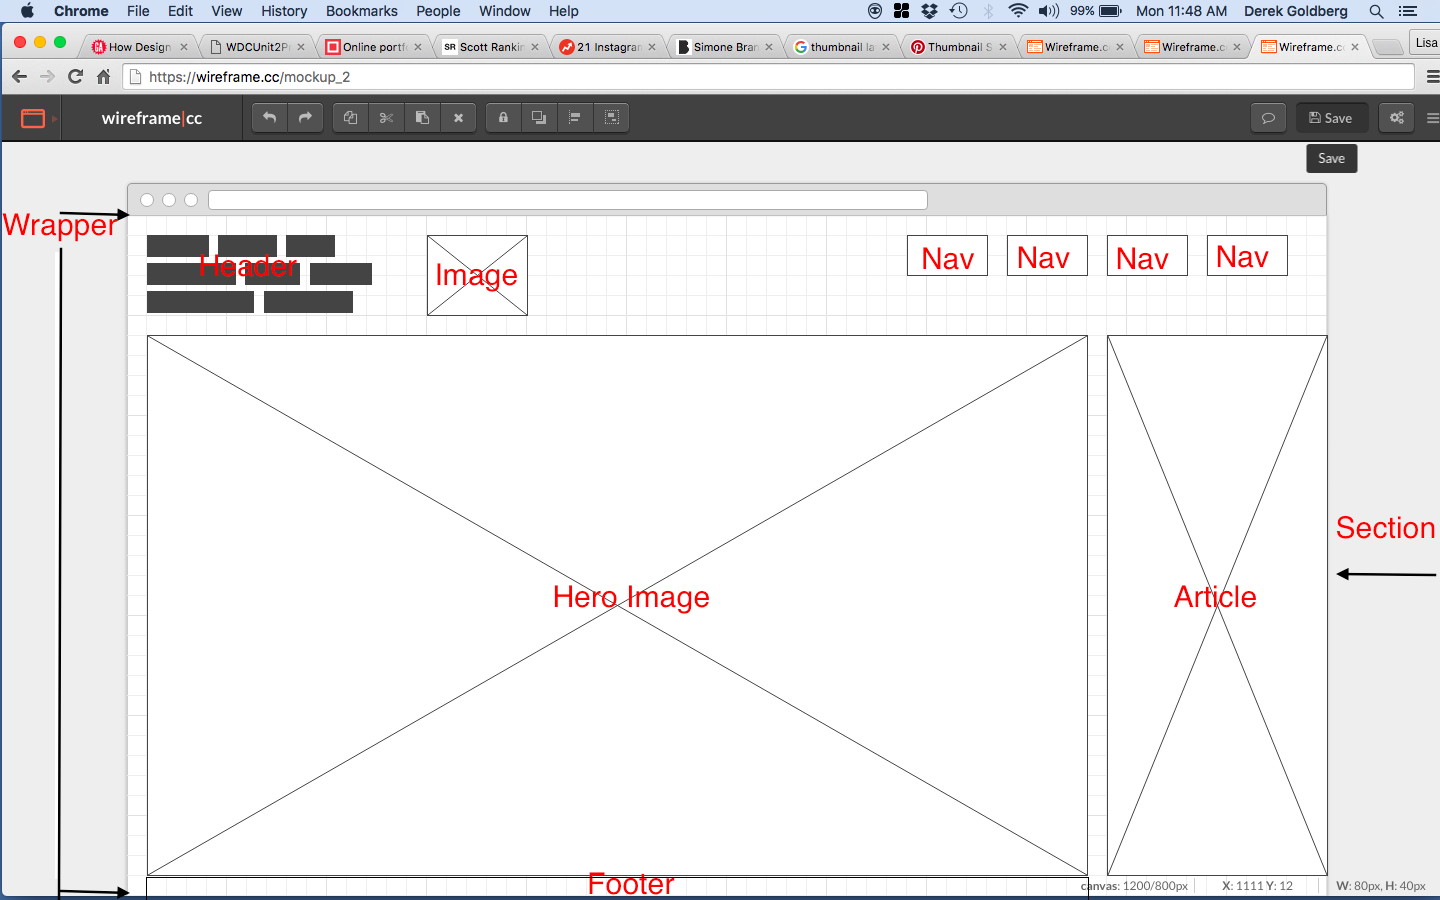 Chrome File Edit View History Bookmarks People Window Help 99% Mon 11:48 AM Derek Goldberg
How Design WDCUnit2Pr Online portf SR Scott Rankin 21 Instagram Simone Bran thumbnail la Thumbnail S Wireframe.c Wireframe.c Wireframe.c Lisa
https://wireframe.cc/mockup_2
wireframe|cc Save
Save
Wrapper
Header Image Nav Nav Nav Nav
Section
Hero Image Article
Footer
canvas: 1200/800px X: 1111 Y: 12 W: 80px, H: 40px